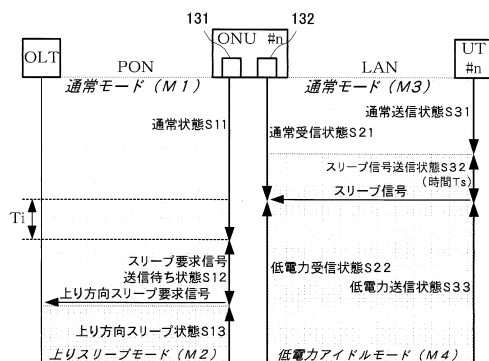 131
132
ONU #n
OLT
UT
#n
PON
LAN
通常モード（M1）
通常モード（M3）
通常状態S11
通常送信状態S31
通常受信状態S21
スリープ信号送信状態S32
（時間Ts）
スリープ信号
Ti
スリープ要求信号
送信待ち状態S12
低電力受信状態S22
上り方向スリープ要求信号
低電力送信状態S33
上り方向スリープ状態S13
上りスリープモード（M2）
低電力アイドルモード（M4）